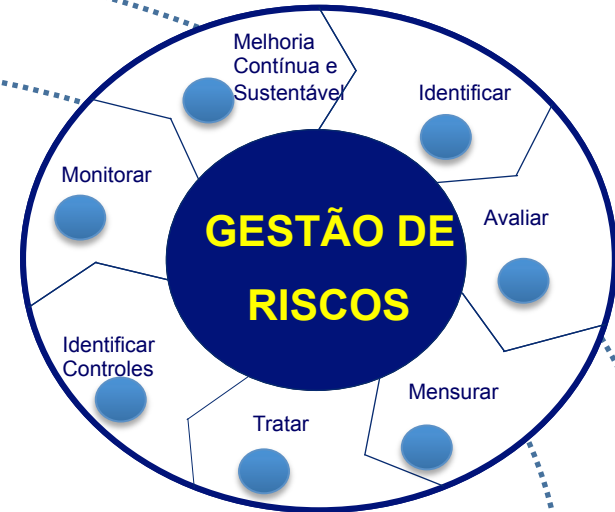 Melhoria
Contínua e
Sustentável
Identificar
Monitorar
Avaliar
GESTÃO DE
RISCOS
Identificar
Controles
Mensurar
Tratar